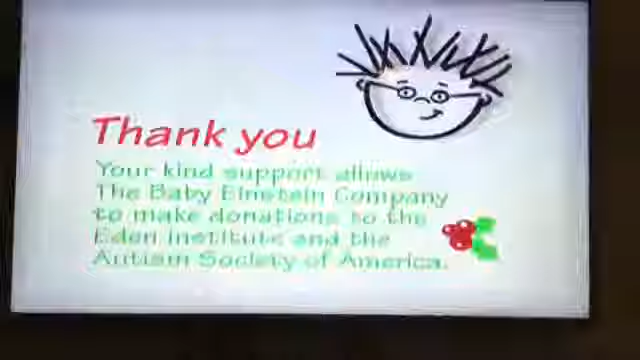 Thank you
Your kind support allows
The Baby Einstein Company
to make donations to the
Eden Institute and the
Autism Society of America.